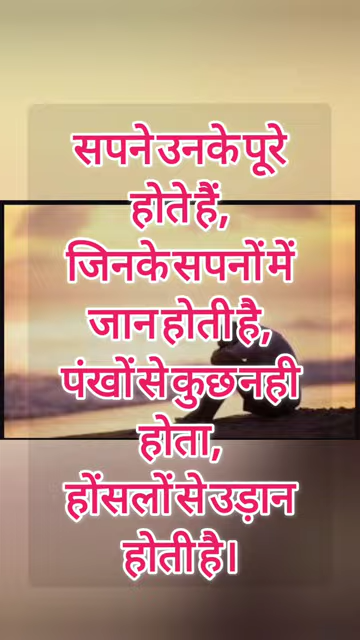 सपने उनके पूरे
होते हैं,
जिनके सपनों में
जान होती है,
पंखों से कुछ नही
होता,
होंसलों से उड़ान
होती है।